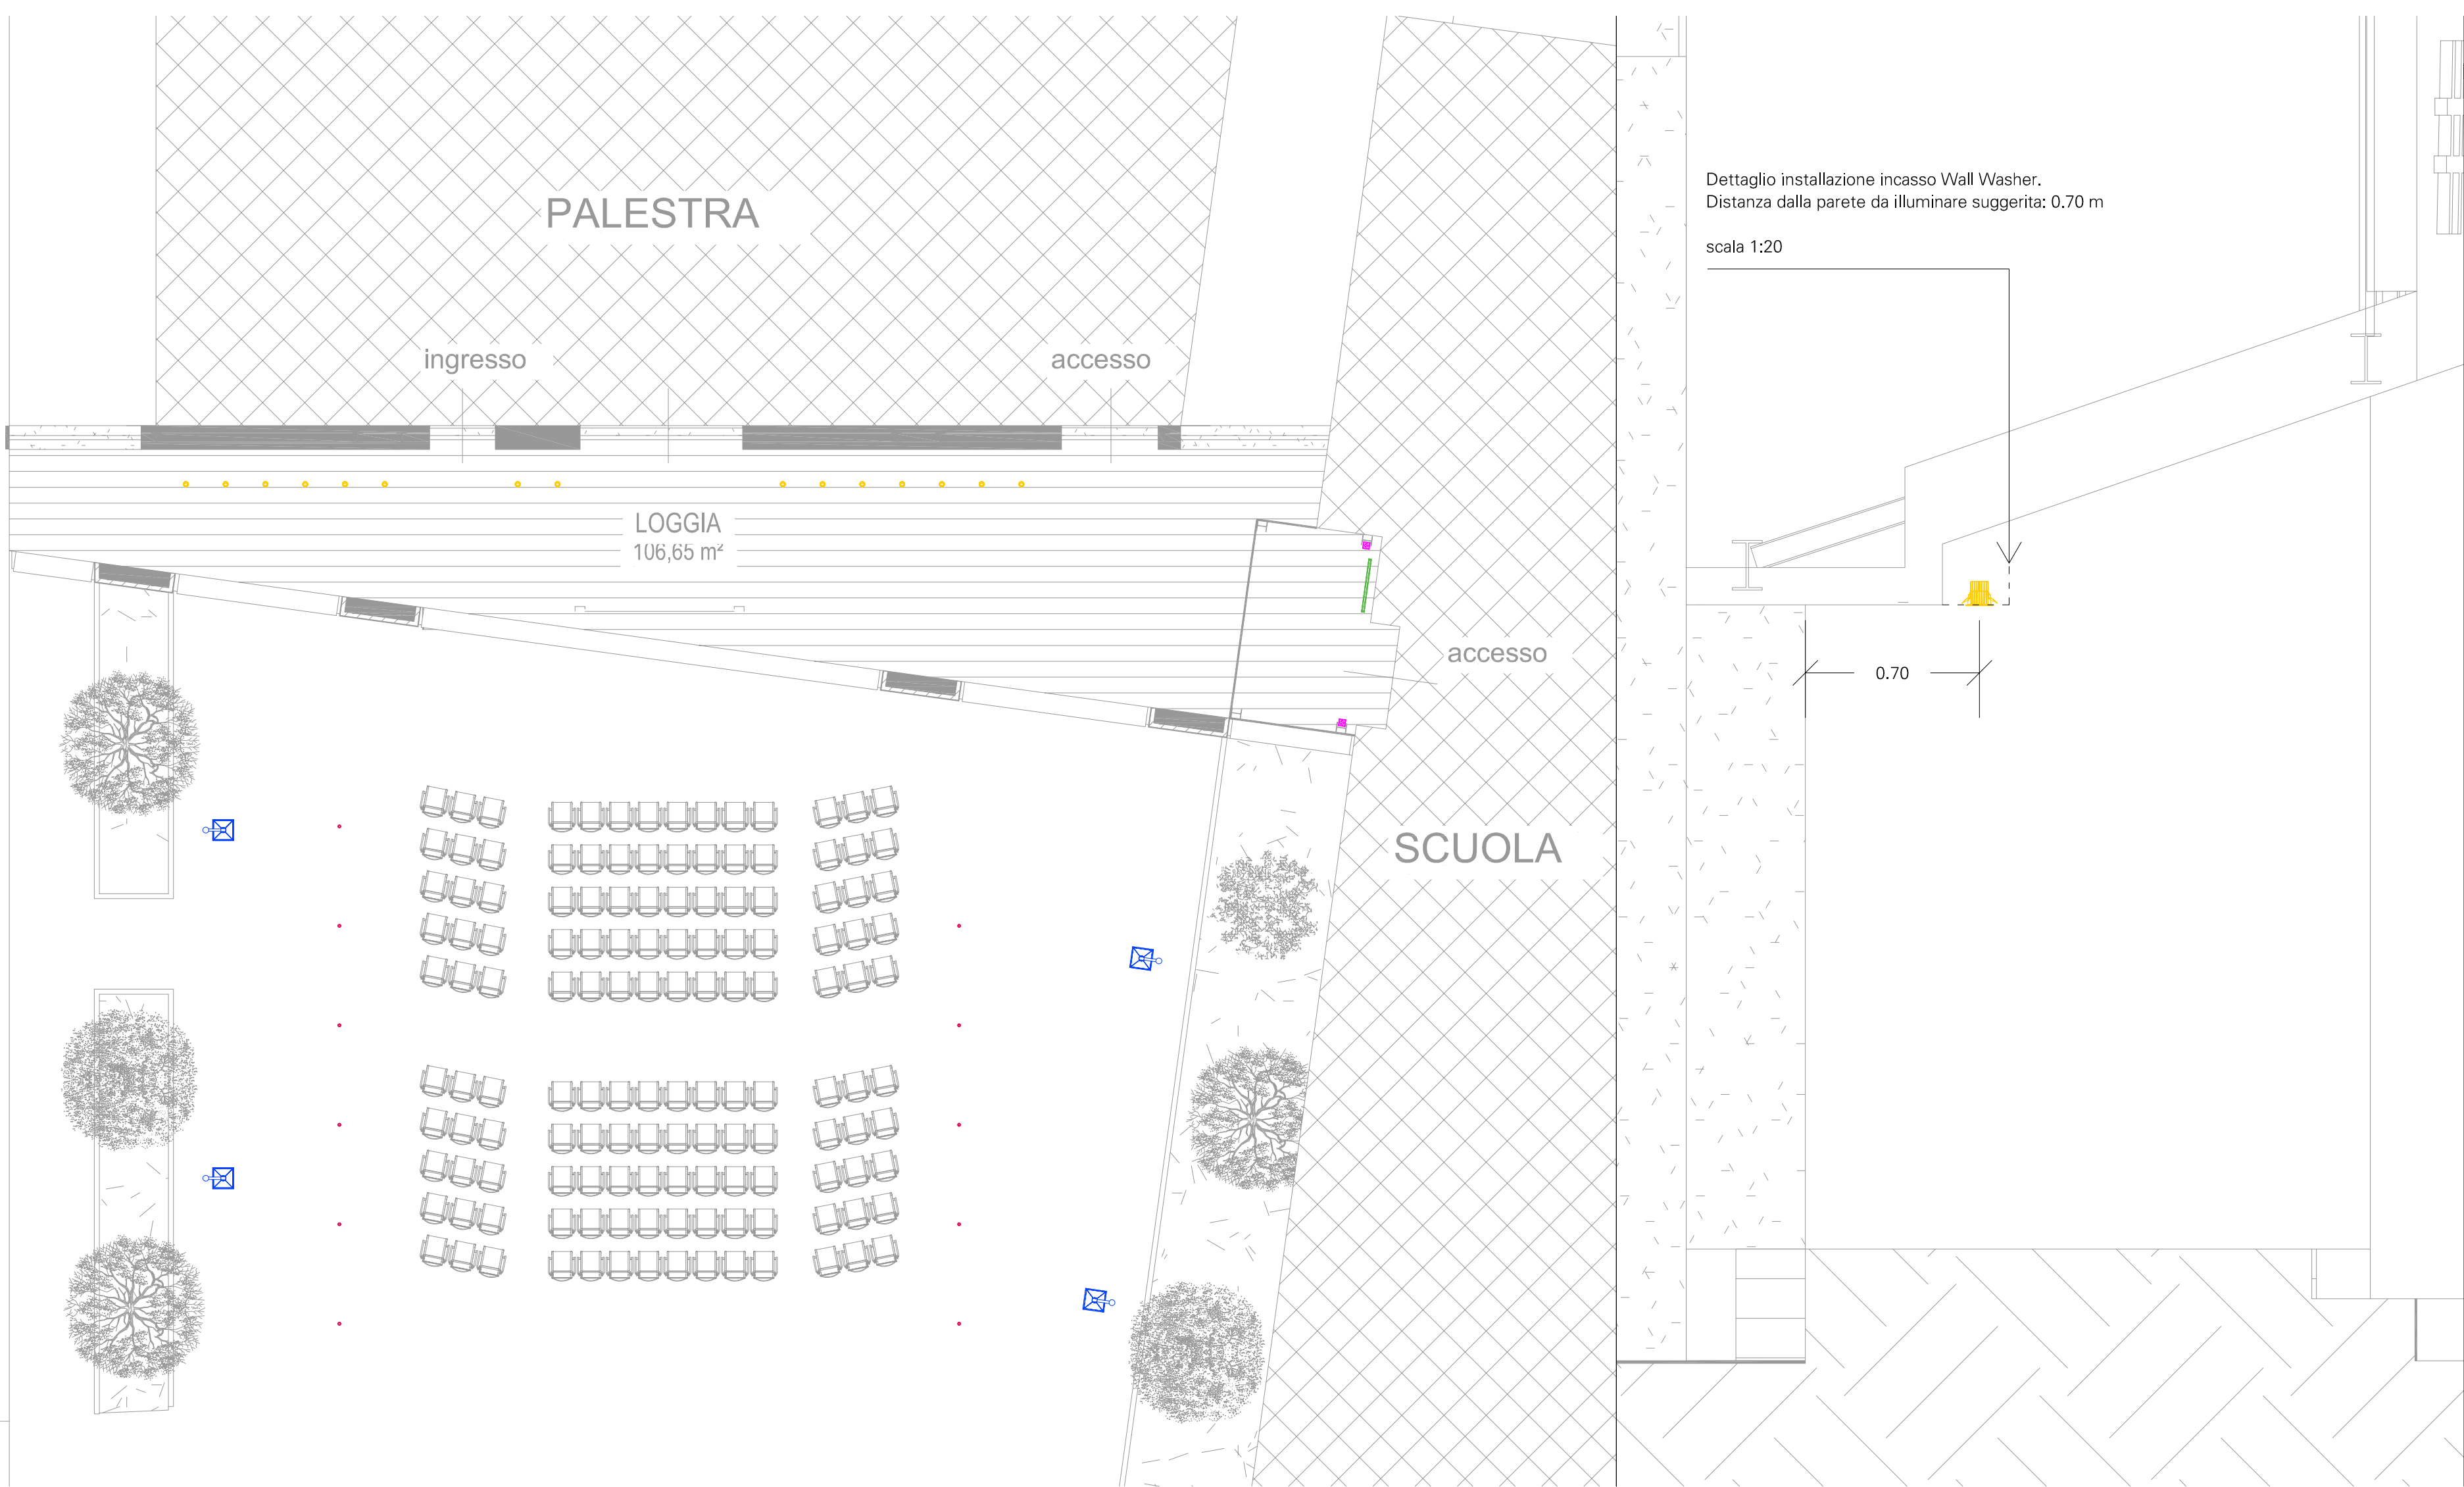 PALESTRA
ingresso
accesso
LOGGIA
106,65 m²
accesso
SCUOLA
Dettaglio installazione incasso Wall Washer.
Distanza dalla parete da illuminare suggerita: 0.70 m
scala 1:20
0.70